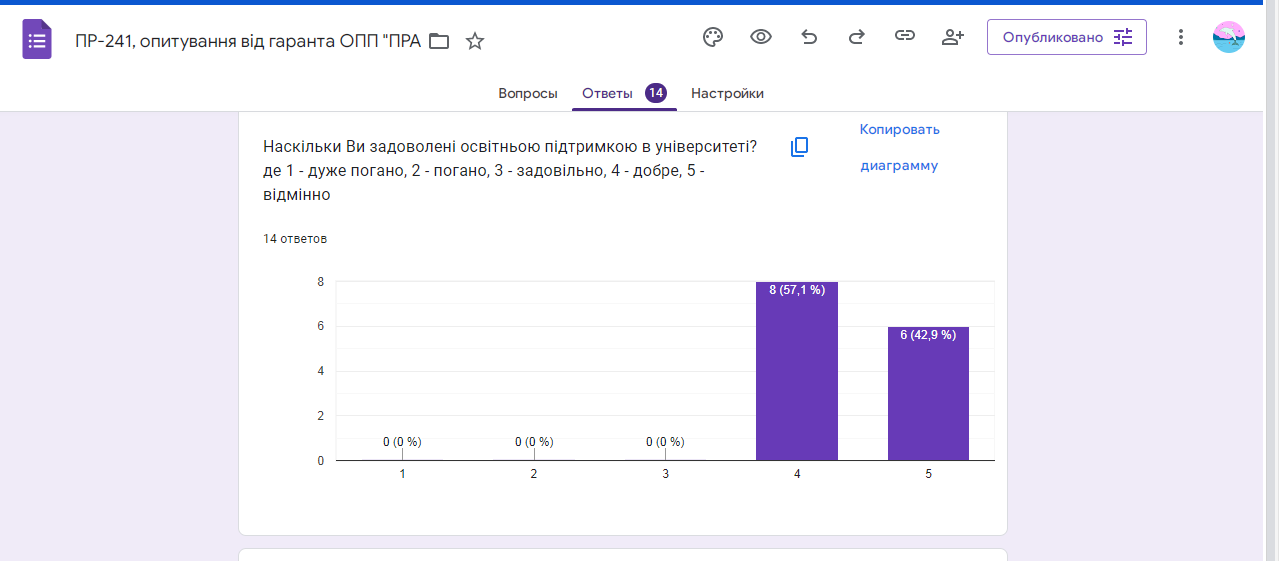 ПР-241, опитування від гаранта ОПП "ПРА
Опубликовано
Вопросы
Ответы 14
Настройки
Наскільки Ви задоволені освітньою підтримкою в університеті?
де 1 - дуже погано, 2 - погано, 3 - задовільно, 4 - добре, 5 -
відмінно
Копировать
диаграмму
14 ответов
8
6
4
2
0
0 (0 %)
0 (0 %)
0 (0 %)
8 (57,1 %)
6 (42,9 %)
1
2
3
4
5